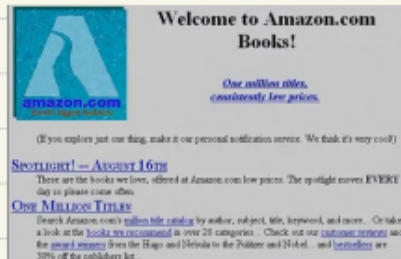 Welcome to Amazon.com
Books!
One million titles,
consistently low prices.
amazon.com
(If you explore just one thing, make it our personal notification service. We think it's very cool!)
SPOTLIGHT! -- AUGUST 16TH
These are the books we love, offered at Amazon.com low prices. The spotlight moves EVERY
day so please come often.
ONE MILLION TITLES
Search Amazon.com's million title catalog by author, subject, title, keyword, and more... Or take
a look at the books we recommend in over 20 categories... Check out our customer reviews and
the award winners from the Hugo and Nebula to the Pulitzer and Nobel... and bestsellers are
30% off the publishers list...